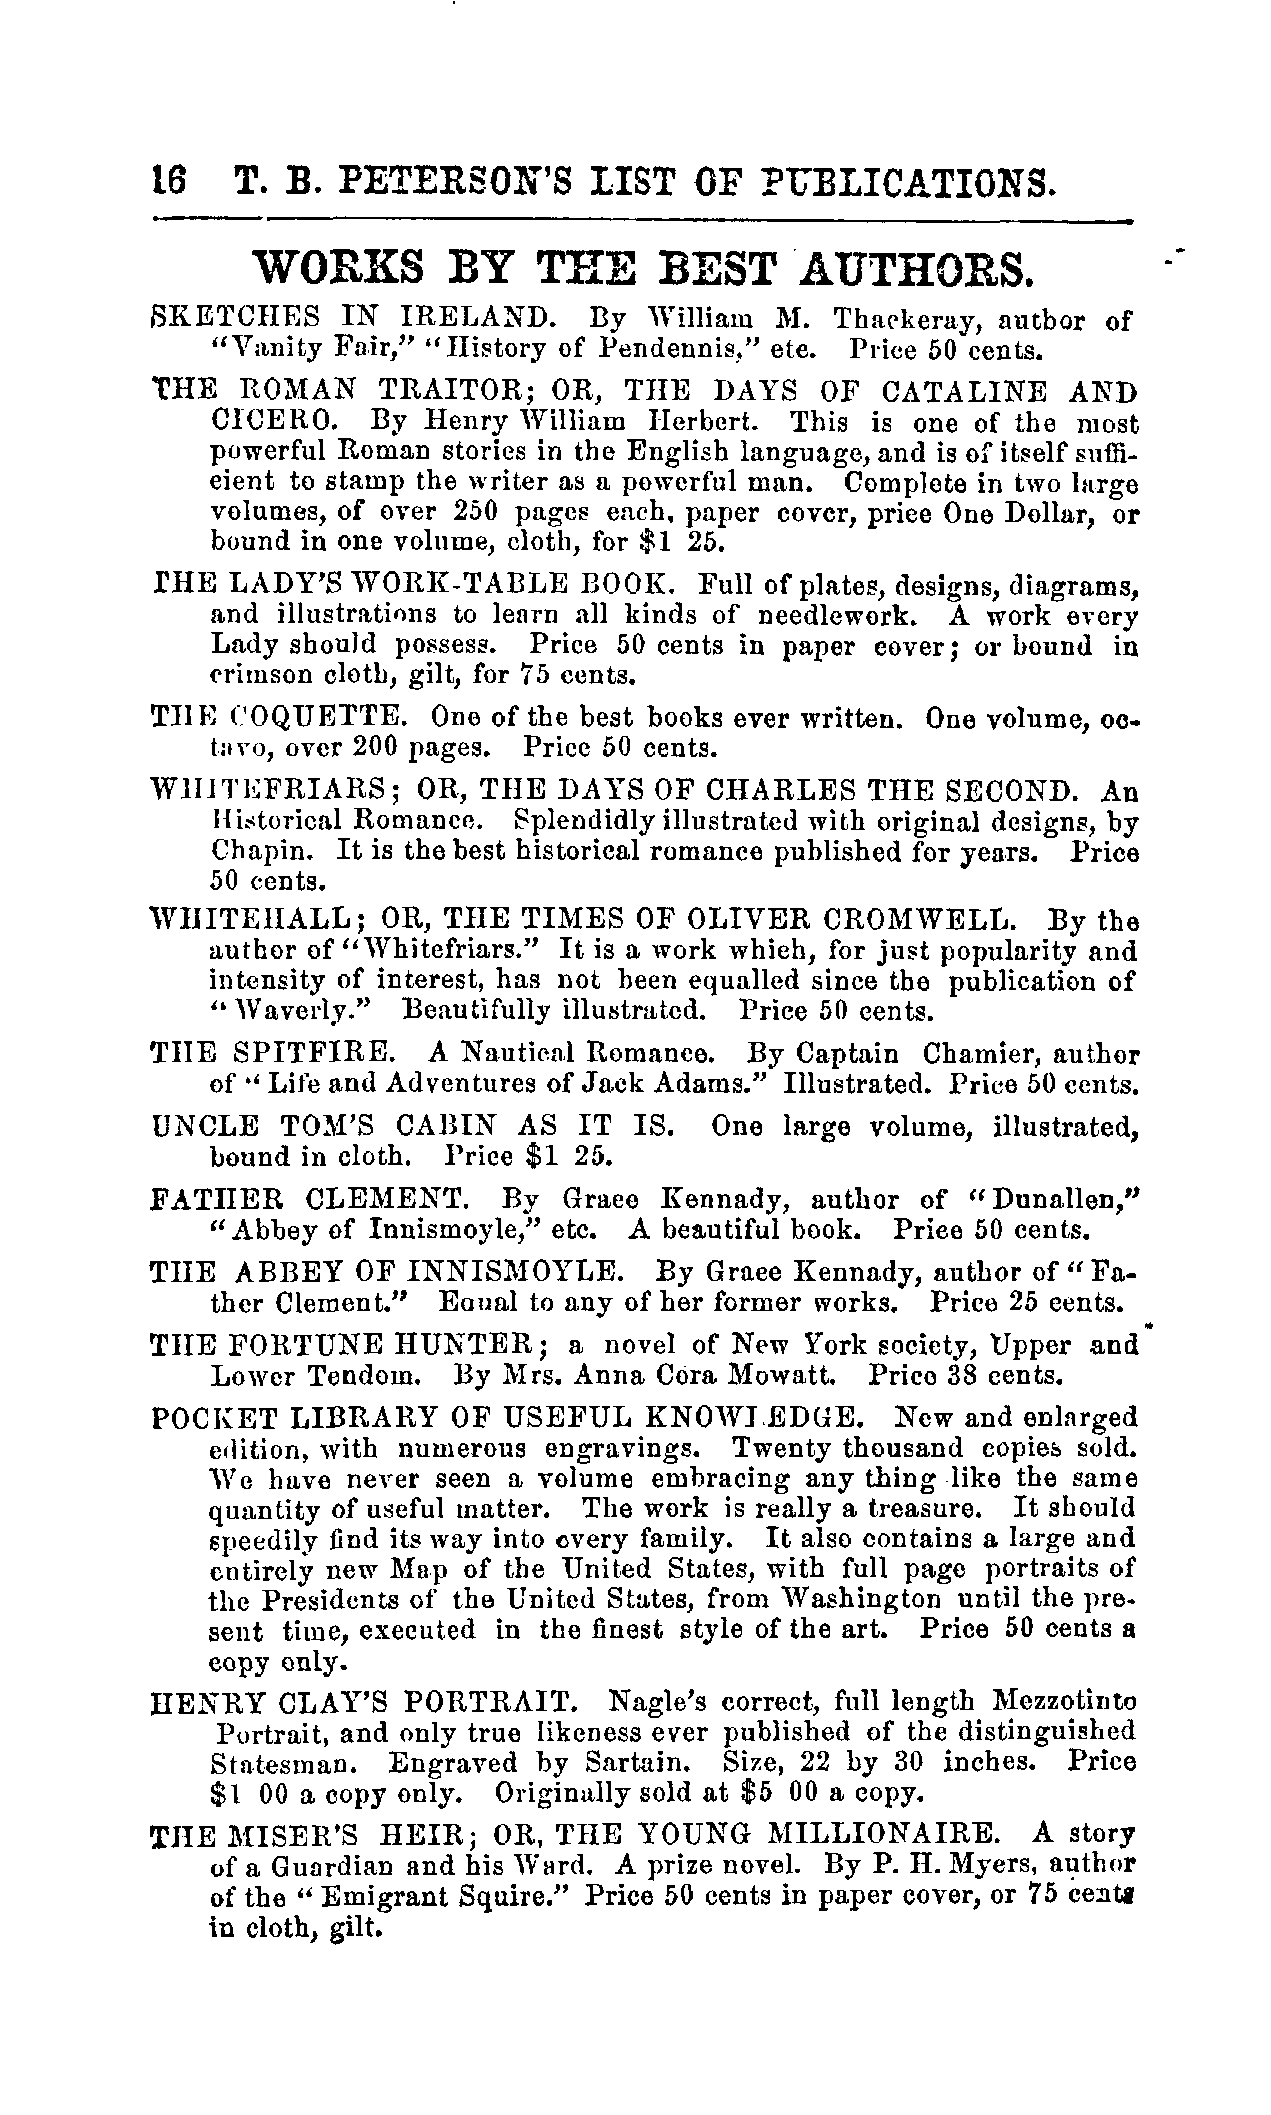 16 T. B. PETERSON'S LIST OF PUBLICATIONS.
WORKS BY THE BEST AUTHORS.
SKETCHES IN IRELAND. By William M. Thackeray, author of
“Vanity Fair,” “History of Pendennis,” etc. Price 50 cents.
THE ROMAN TRAITOR; OR, THE DAYS OF CATALINE AND
CICERO. By Henry William Herbert. This is one of the most
powerful Roman stories in the English language, and is of itself suffi-
cient to stamp the writer as a powerful man. Complete in two large
volumes, of over 250 pages each, paper cover, price One Dollar, or
bound in one volume, cloth, for $1 25.
THE LADY'S WORK-TABLE BOOK. Full of plates, designs, diagrams,
and illustrations to learn all kinds of needlework. A work every
Lady should possess. Price 50 cents in paper cover; or bound in
crimson cloth, gilt, for 75 cents.
THE COQUETTE. One of the best books ever written. One volume, oc-
tavo, over 200 pages. Price 50 cents.
WHITEFRIARS; OR, THE DAYS OF CHARLES THE SECOND. An
Historical Romance. Splendidly illustrated with original designs, by
Chapin. It is the best historical romance published for years. Price
50 cents.
WHITEHALL; OR, THE TIMES OF OLIVER CROMWELL. By the
author of “Whitefriars.” It is a work which, for just popularity and
intensity of interest, has not been equalled since the publication of
“Waverly.” Beautifully illustrated. Price 50 cents.
THE SPITFIRE. A Nautical Romance. By Captain Chamier, author
of “Life and Adventures of Jack Adams.” Illustrated. Price 50 cents.
UNCLE TOM'S CABIN AS IT IS. One large volume, illustrated,
bound in cloth. Price $1 25.
FATHER CLEMENT. By Grace Kennady, author of “Dunallen,”
“Abbey of Innismoyle,” etc. A beautiful book. Price 50 cents.
THE ABBEY OF INNISMOYLE. By Grace Kennady, author of “Fa-
ther Clement.” Equal to any of her former works. Price 25 cents.
THE FORTUNE HUNTER; a novel of New York society, Upper and
Lower Tendom. By Mrs. Anna Cora Mowatt. Price 38 cents.
POCKET LIBRARY OF USEFUL KNOWLEDGE. New and enlarged
edition, with numerous engravings. Twenty thousand copies sold.
We have never seen a volume embracing any thing like the same
quantity of useful matter. The work is really a treasure. It should
speedily find its way into every family. It also contains a large and
entirely new Map of the United States, with full page portraits of
the Presidents of the United States, from Washington until the pre-
sent time, executed in the finest style of the art. Price 50 cents a
copy only.
HENRY CLAY'S PORTRAIT. Nagle's correct, full length Mezzotinto
Portrait, and only true likeness ever published of the distinguished
Statesman. Engraved by Sartain. Size, 22 by 30 inches. Price
$1 00 a copy only. Originally sold at $5 00 a copy.
THE MISER'S HEIR; OR, THE YOUNG MILLIONAIRE. A story
of a Guardian and his Ward. A prize novel. By P. H. Myers, author
of the “Emigrant Squire.” Price 50 cents in paper cover, or 75 cents
in cloth, gilt.